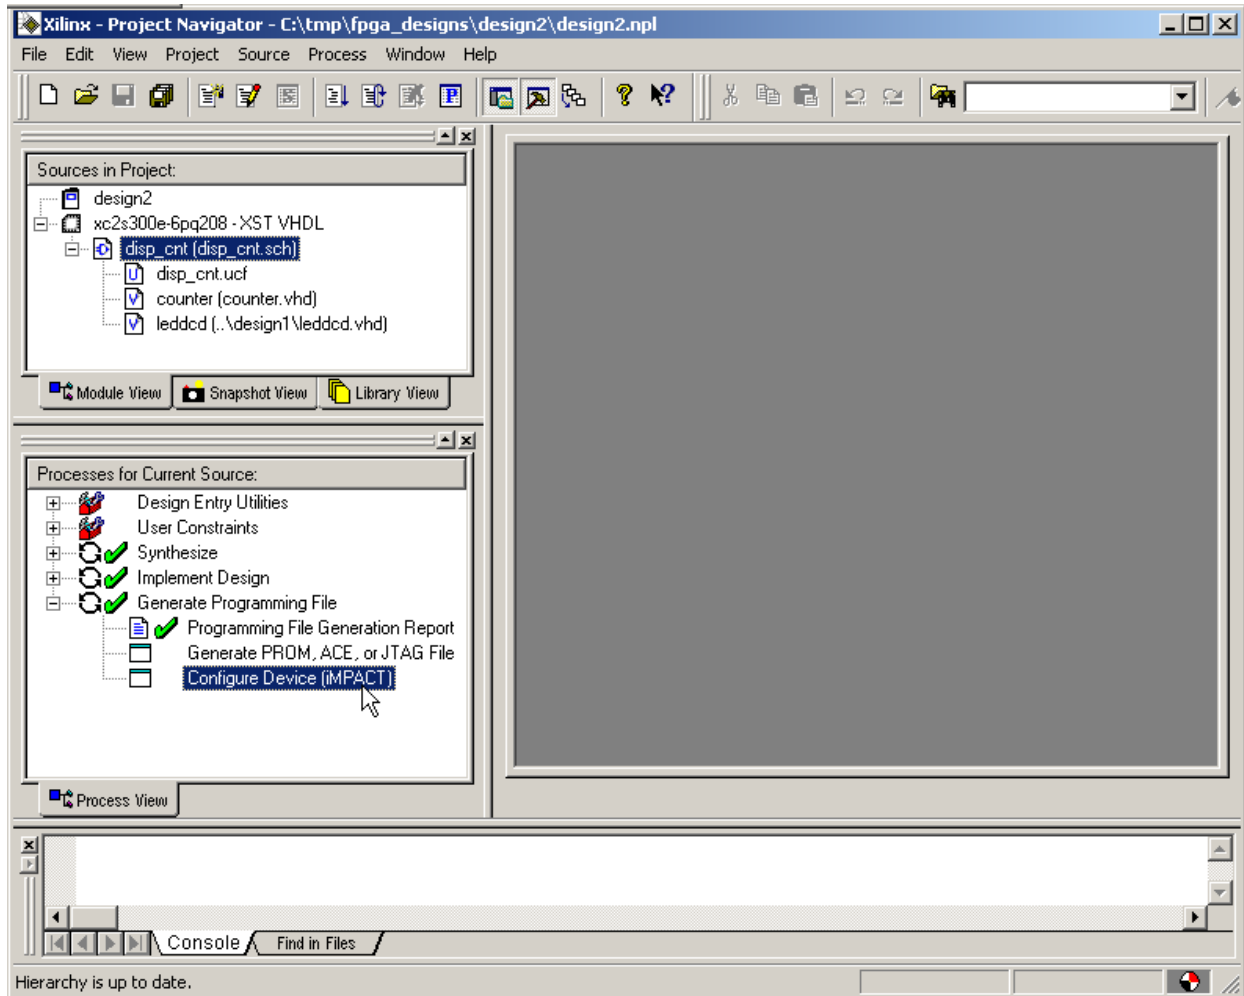 Xilinx - Project Navigator - C:\tmp\fpga_designs\design2\design2.npl
File Edit View Project Source Process Window Help
Sources in Project:
design2
xc2s300e-6pq208 - XST VHDL
disp_cnt (disp_cnt.sch)
disp_cnt.ucf
counter (counter.vhd)
leddcd (..\design1\leddcd.vhd)
Module View Snapshot View Library View
Processes for Current Source:
Design Entry Utilities
User Constraints
Synthesize
Implement Design
Generate Programming File
Programming File Generation Report
Generate PROM, ACE, or JTAG File
Configure Device (iMPACT)
Process View
Console Find in Files
Hierarchy is up to date.